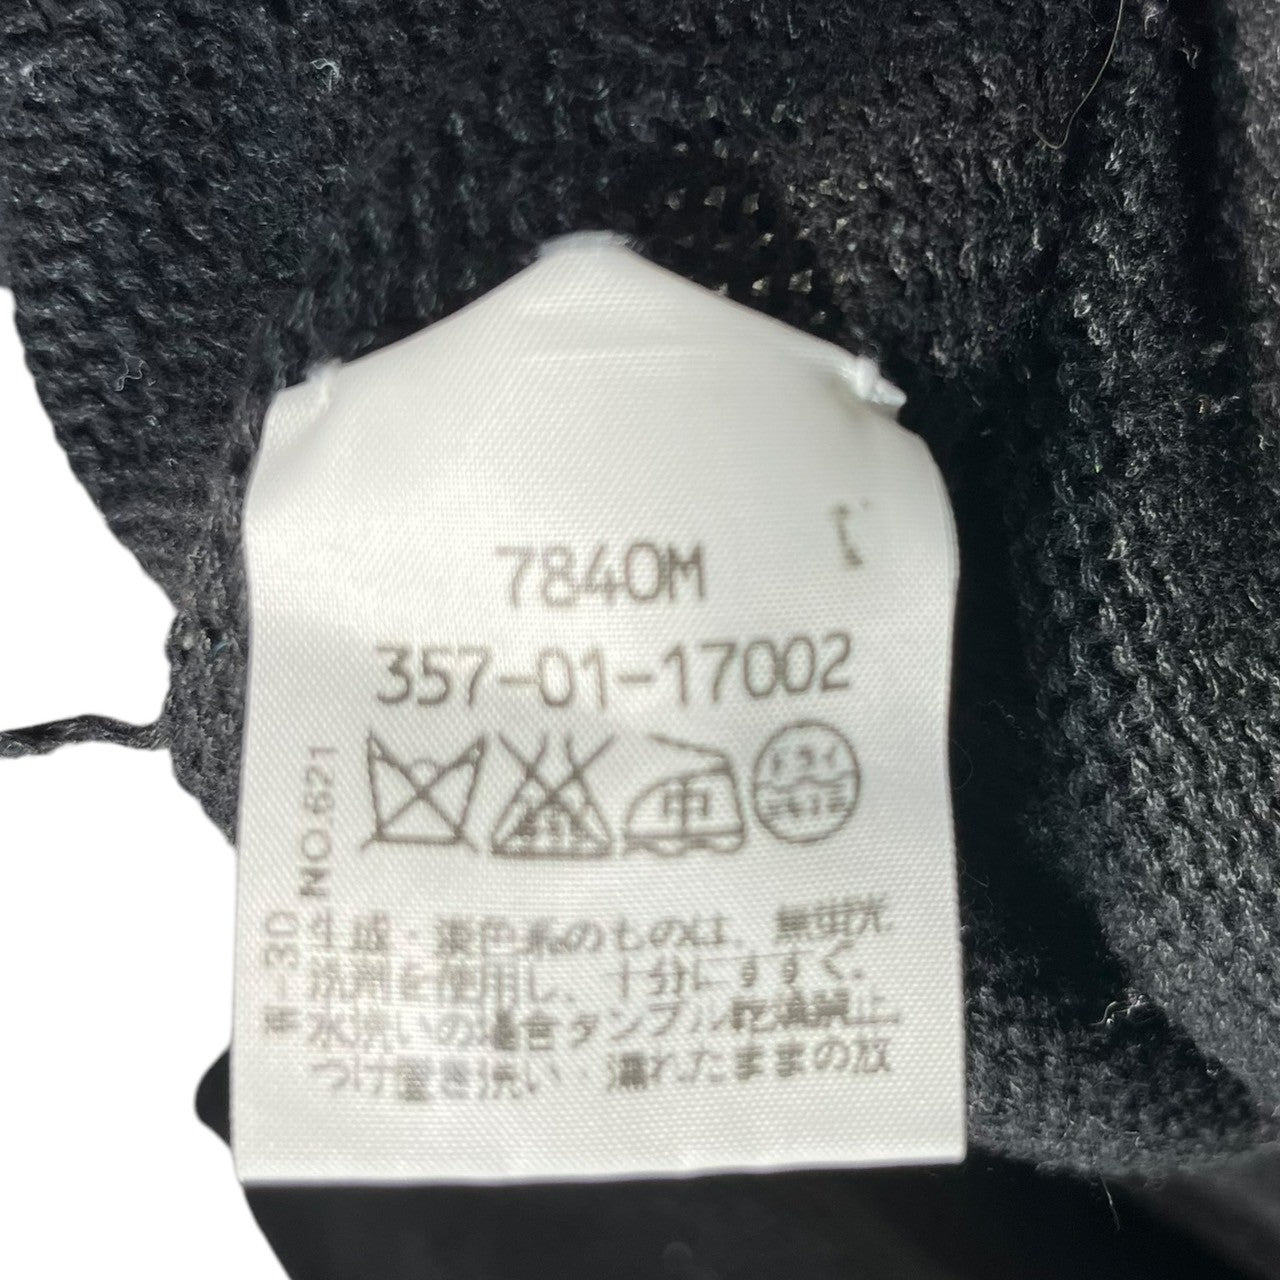 7840M
357-01-17002
NO.621
中
ドライ
生成・淡色系のものは、無蛍光
洗剤を使用し、十分にすすぐ。
水洗いの場合タンブル乾燥禁止
つけ置き洗い・濡れたままの放